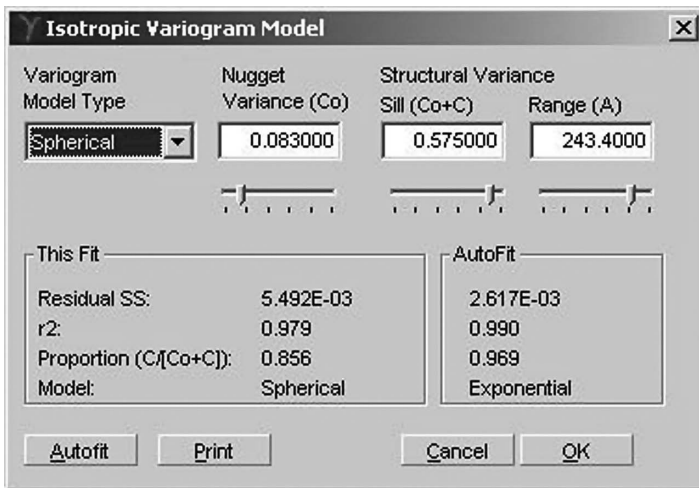 Isotropic Variogram Model
Variogram
Model Type
Nugget
Variance (Co)
Structural Variance
Sill (Co+C)
Range (A)
Spherical
0.083000
0.575000
243.4000
This Fit
AutoFit
Residual SS: 5.492E-03 2.617E-03
r2: 0.979 0.990
Proportion (C/[Co+C]): 0.856 0.969
Model: Spherical Exponential
Autofit
Print
Cancel
OK